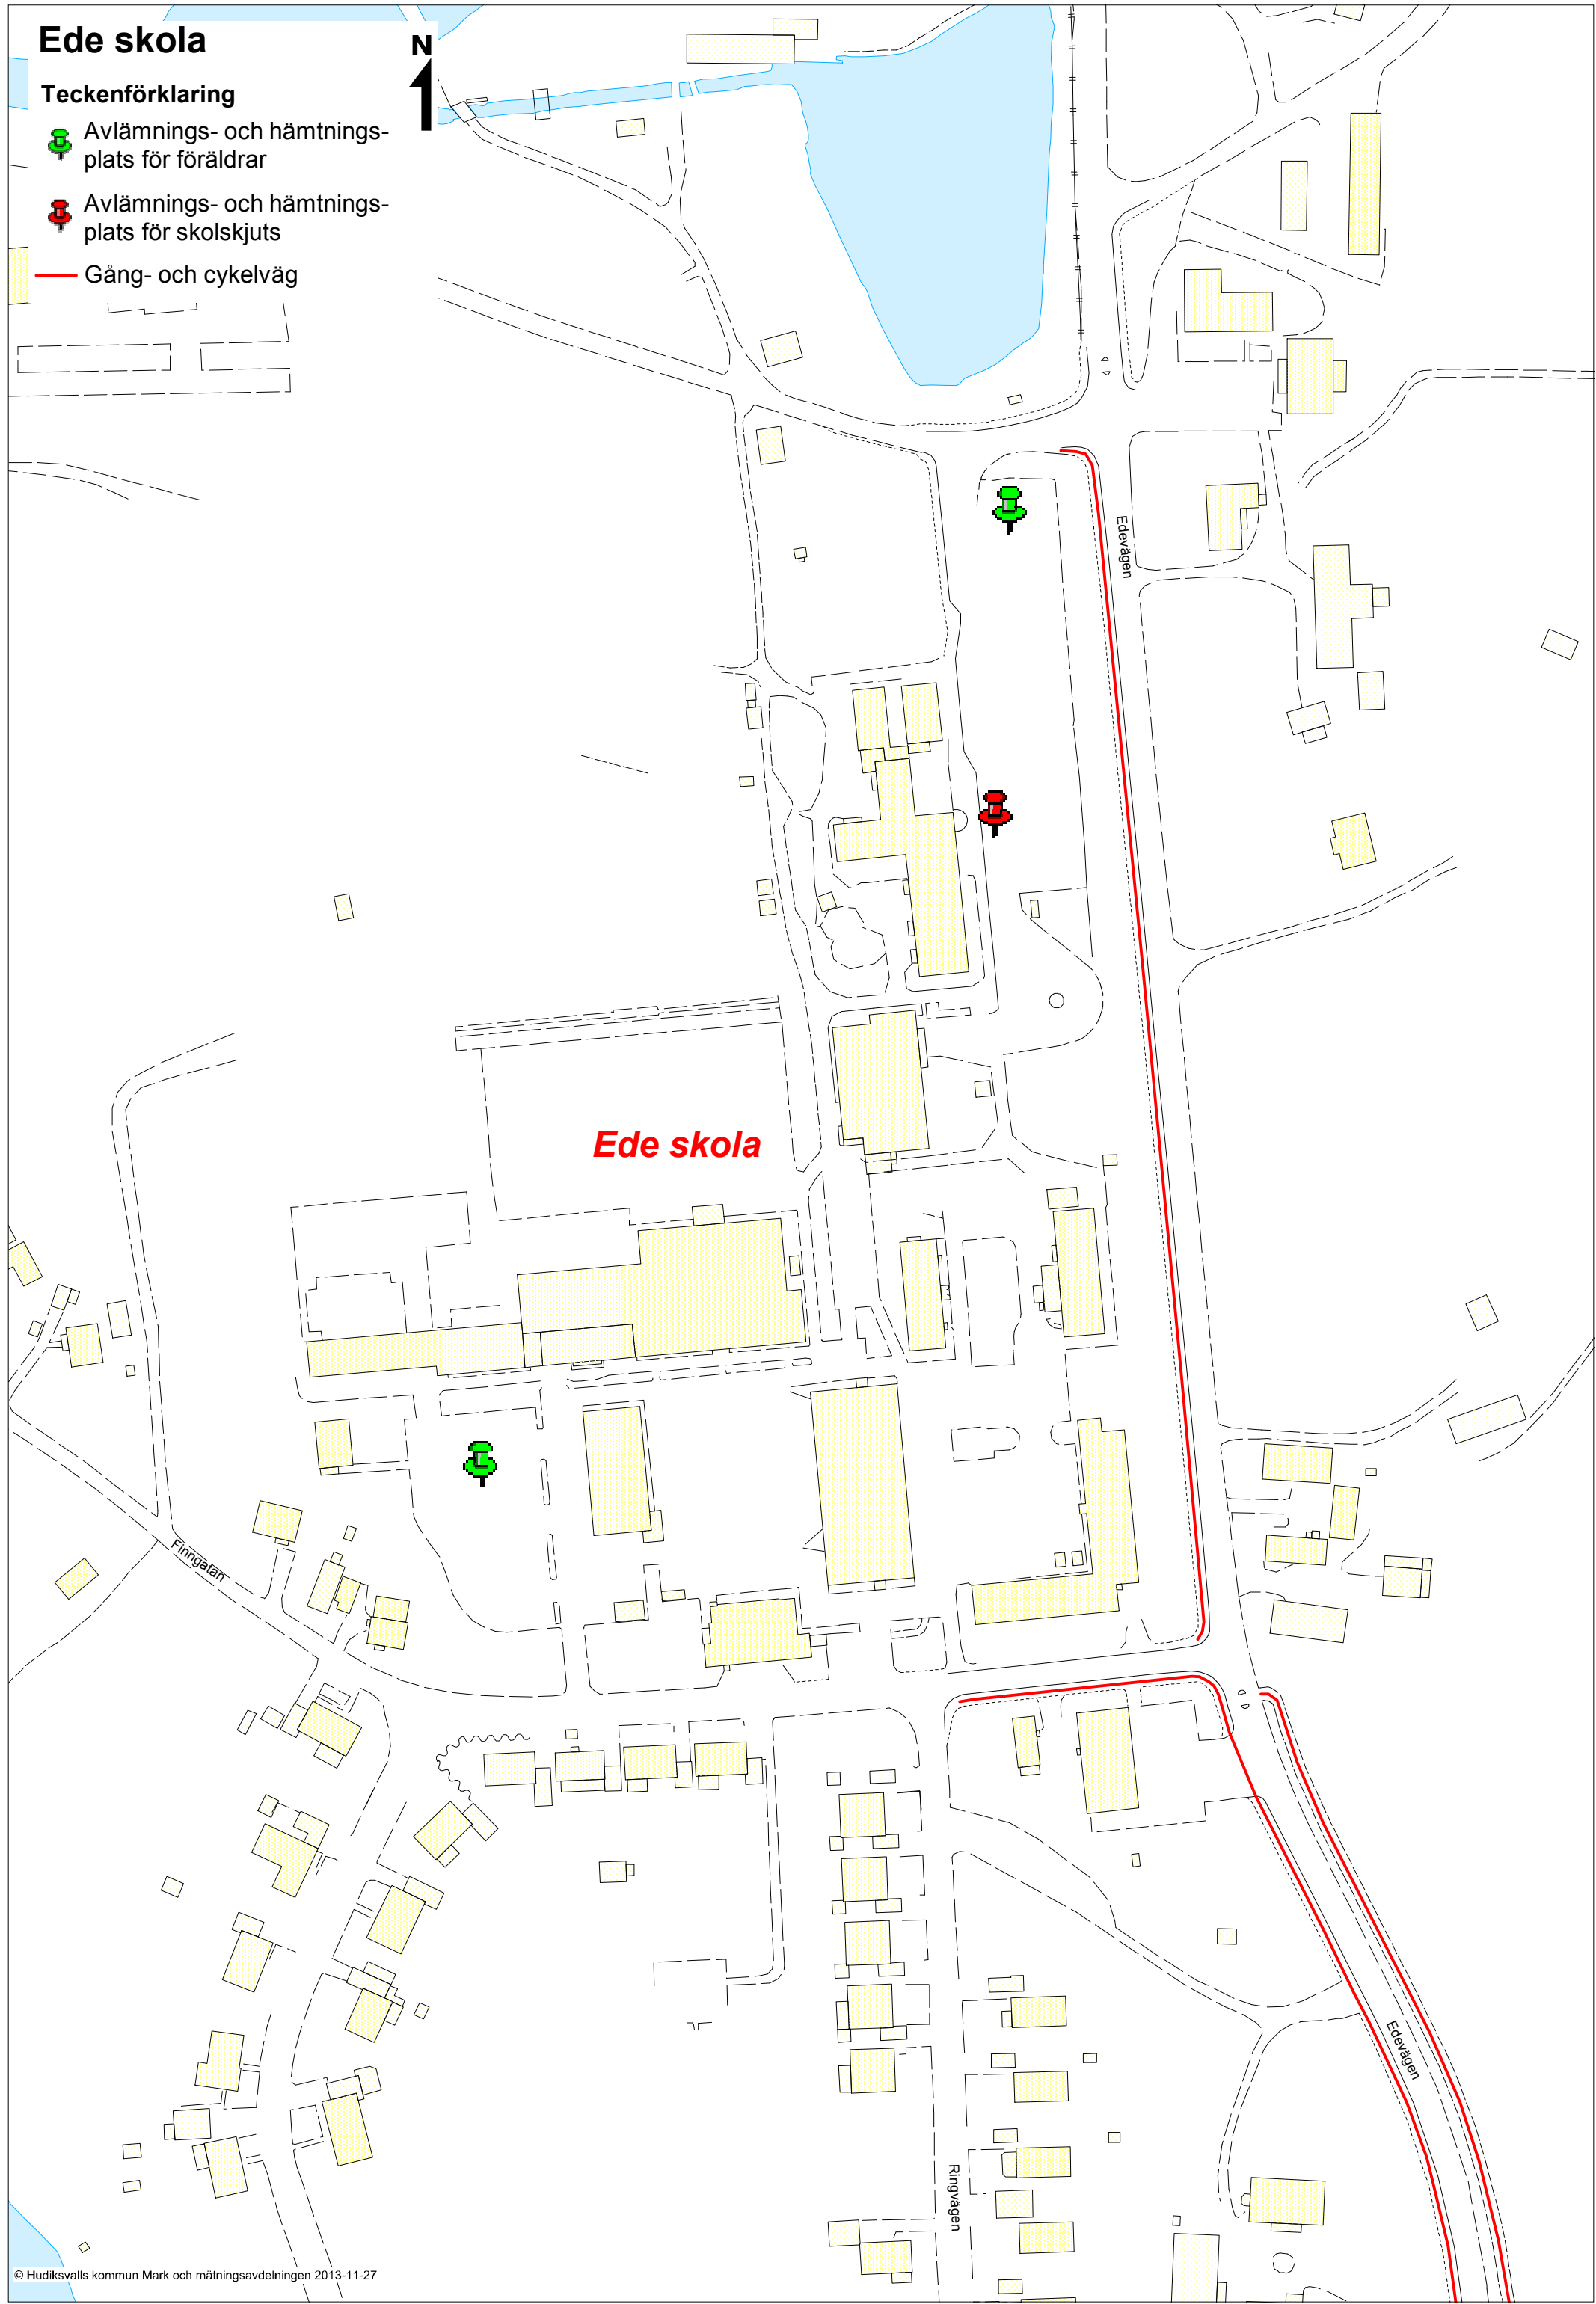 Ede skola
N
Teckenförklaring
Avlämnings- och hämtnings-
plats för föräldrar
Avlämnings- och hämtnings-
plats för skolskjuts
Gång- och cykelväg
Edevägen
Ede skola
Finngatan
Edevägen
Ringvägen
© Hudiksvalls kommun Mark och mätningsavdelningen 2013-11-27